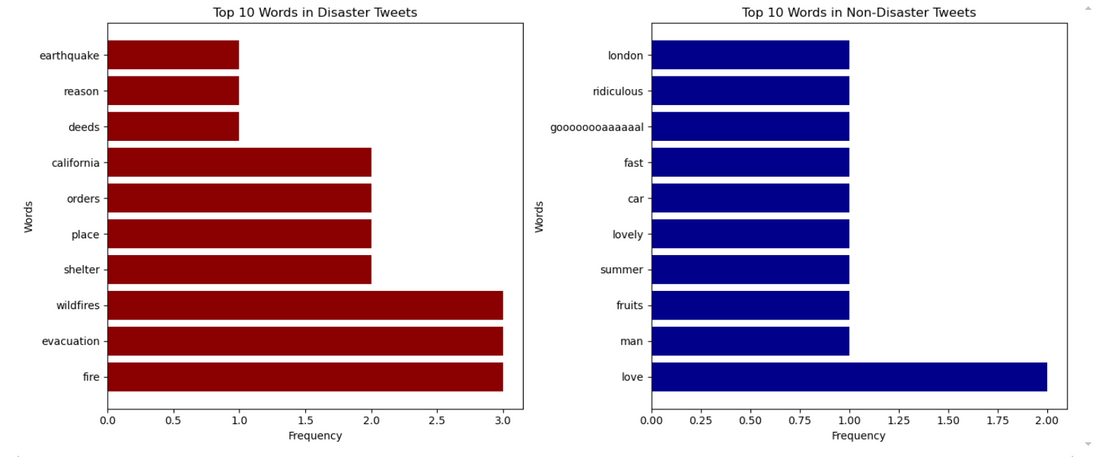 Top 10 Words in Disaster Tweets
earthquake
reason
deeds
california
orders
place
shelter
wildfires
evacuation
fire
Words
0.0 0.5 1.0 1.5 2.0 2.5 3.0
Frequency
Top 10 Words in Non-Disaster Tweets
london
ridiculous
gooooooooaaaaaal
fast
car
lovely
summer
fruits
man
love
Words
0.00 0.25 0.50 0.75 1.00 1.25 1.50 1.75 2.00
Frequency